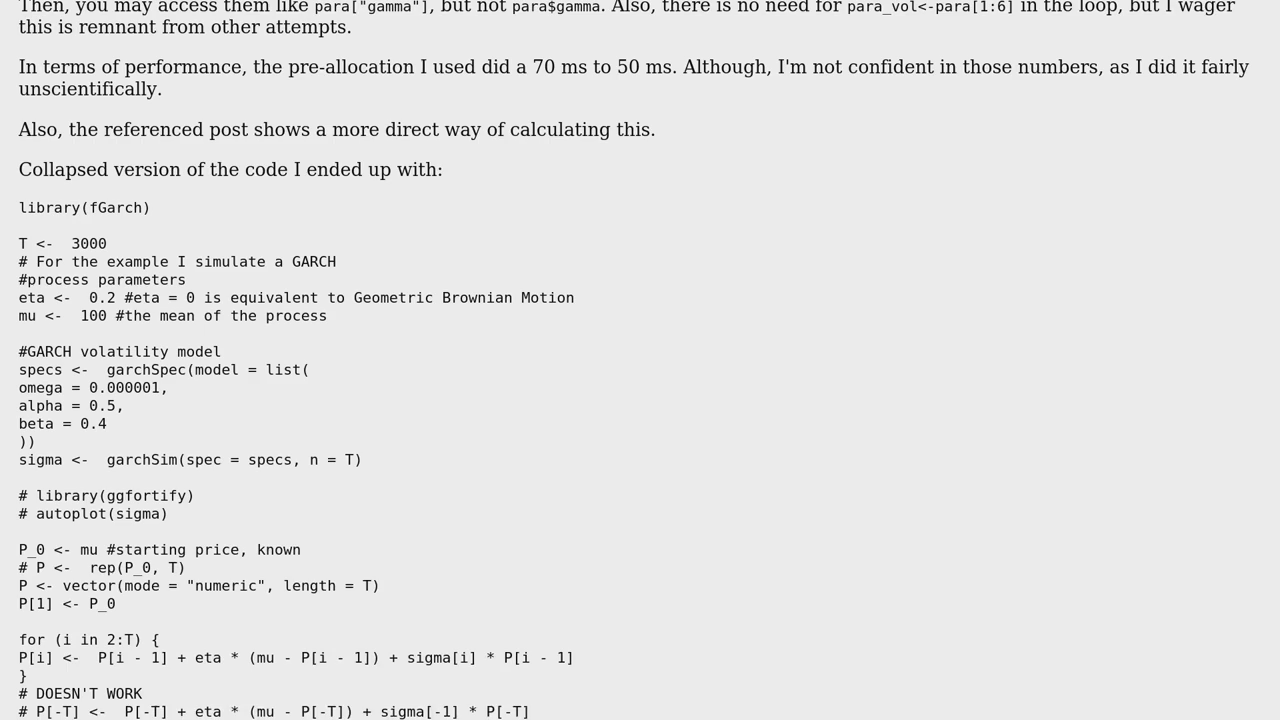 Then, you may access them like para["gamma"], but not para$gamma. Also, there is no need for para_vol<-para[1:6] in the loop, but I wager
this is remnant from other attempts.
In terms of performance, the pre-allocation I used did a 70 ms to 50 ms. Although, I'm not confident in those numbers, as I did it fairly
unscientifically.
Also, the referenced post shows a more direct way of calculating this.
Collapsed version of the code I ended up with:
library(fGarch)
T <-  3000
# For the example I simulate a GARCH
#process parameters
eta <-  0.2 #eta = 0 is equivalent to Geometric Brownian Motion
mu <-  100 #the mean of the process
#GARCH volatility model
specs <-  garchSpec(model = list(
omega = 0.000001,
alpha = 0.5,
beta = 0.4
))
sigma <-  garchSim(spec = specs, n = T)
# library(ggfortify)
# autoplot(sigma)
P_0 <- mu #starting price, known
# P <-  rep(P_0, T)
P <- vector(mode = "numeric", length = T)
P[1] <- P_0
for (i in 2:T) {
P[i] <-  P[i - 1] + eta * (mu - P[i - 1]) + sigma[i] * P[i - 1]
}
# DOESN'T WORK
# P[-T] <-  P[-T] + eta * (mu - P[-T]) + sigma[-1] * P[-T]